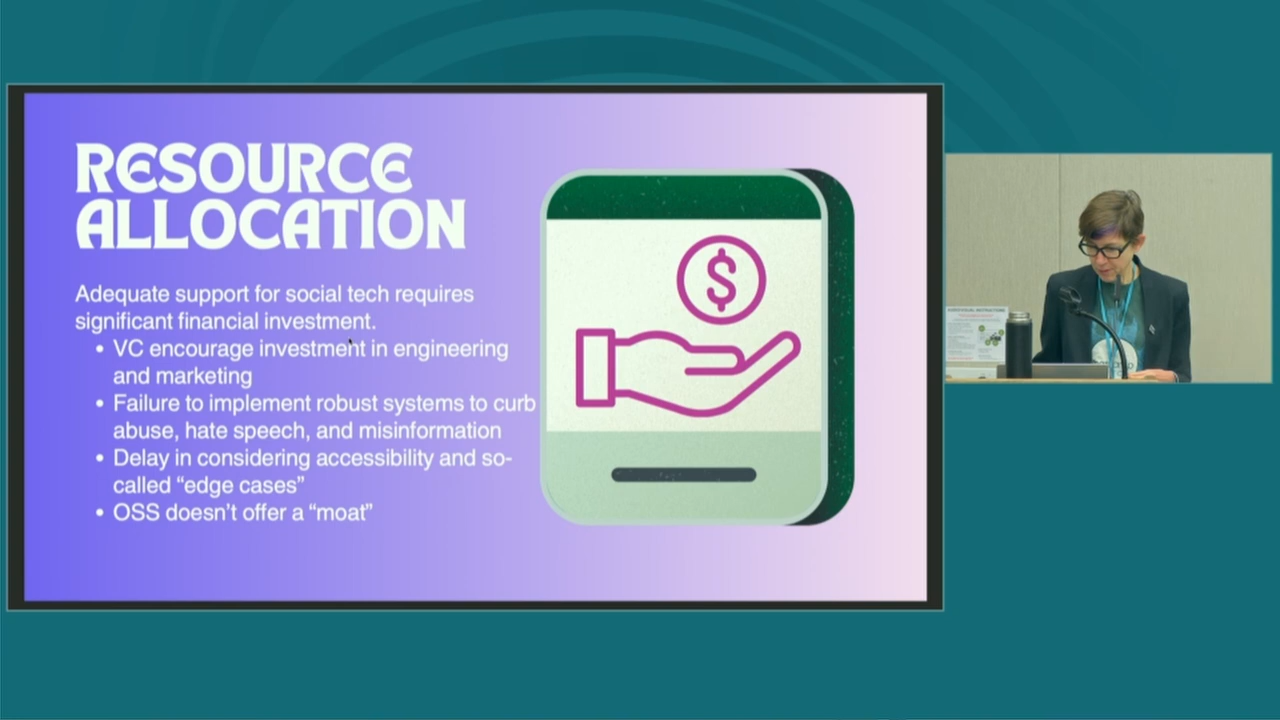 RESOURCE
ALLOCATION
Adequate support for social tech requires
significant financial investment.
• VC encourage investment in engineering
and marketing
• Failure to implement robust systems to curb
abuse, hate speech, and misinformation
• Delay in considering accessibility and so-
called “edge cases”
• OSS doesn’t offer a “moat”
$